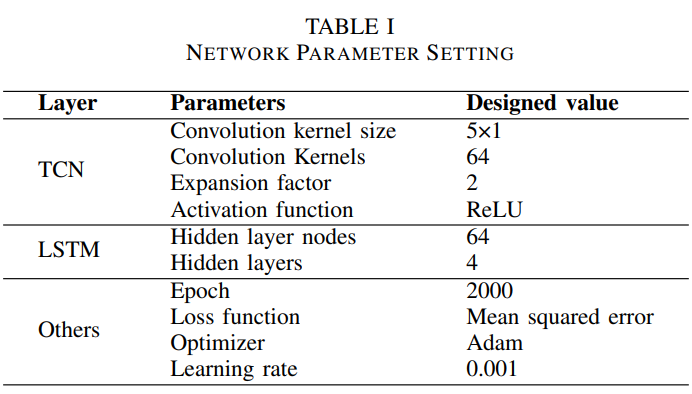 TABLE I
NETWORK PARAMETER SETTING
Layer Parameters Designed value
TCN
Convolution kernel size 5×1
Convolution Kernels 64
Expansion factor 2
Activation function ReLU
LSTM
Hidden layer nodes 64
Hidden layers 4
Others
Epoch 2000
Loss function Mean squared error
Optimizer Adam
Learning rate 0.001